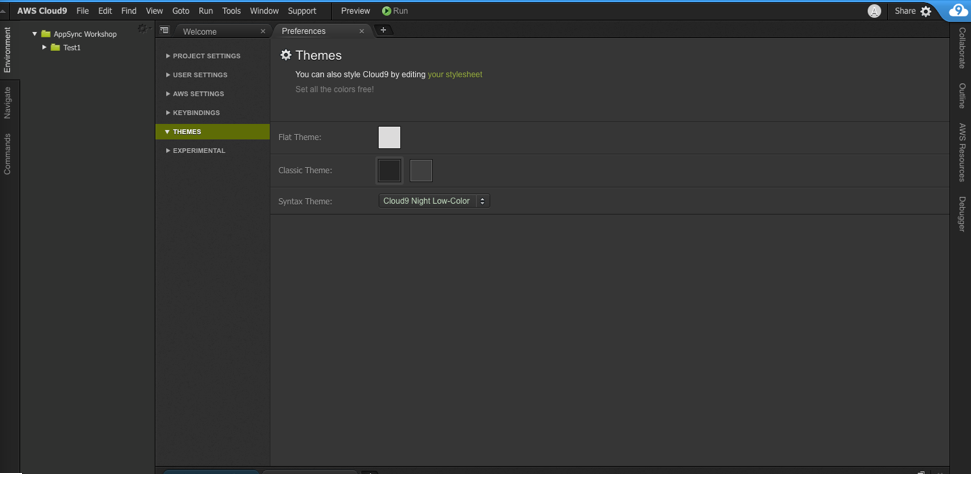 AWS Cloud9 File Edit Find View Goto Run Tools Window Support Preview Run Share 9
Environment
Navigate
Commands
AppSync Workshop
Test1
Welcome Preferences
PROJECT SETTINGS
USER SETTINGS
AWS SETTINGS
KEYBINDINGS
THEMES
EXPERIMENTAL
Themes
You can also style Cloud9 by editing your stylesheet
Set all the colors free!
Flat Theme:
Classic Theme:
Syntax Theme: Cloud9 Night Low-Color
Collaborate
Outline
AWS Resources
Debugger